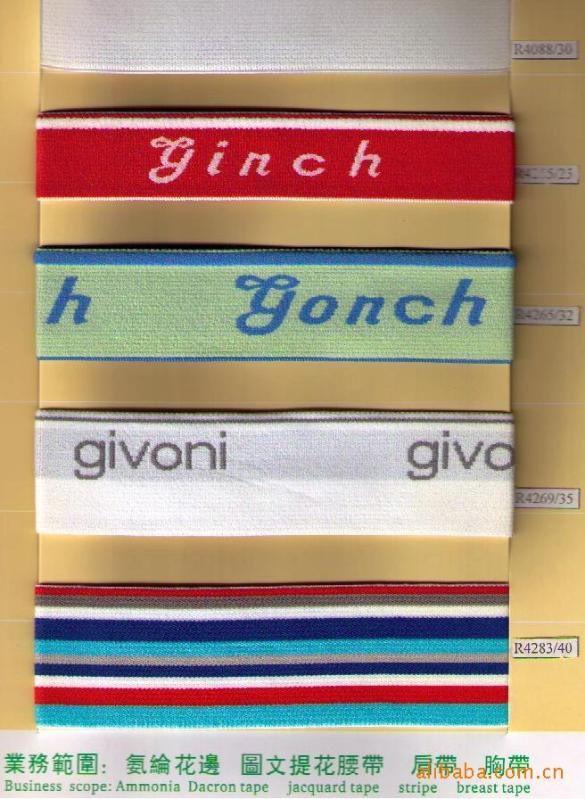 R4088/30
Ginch
R4265/25
h Gonch
R4265/32
givoni givo
R4269/35
R4283/40
業務範圍: 氨綸花邊 圖文提花腰帶 肩帶 胸帶
Business scope: Ammonia Dacron tape jacquard tape stripe breast tape
alibaba.com.cn